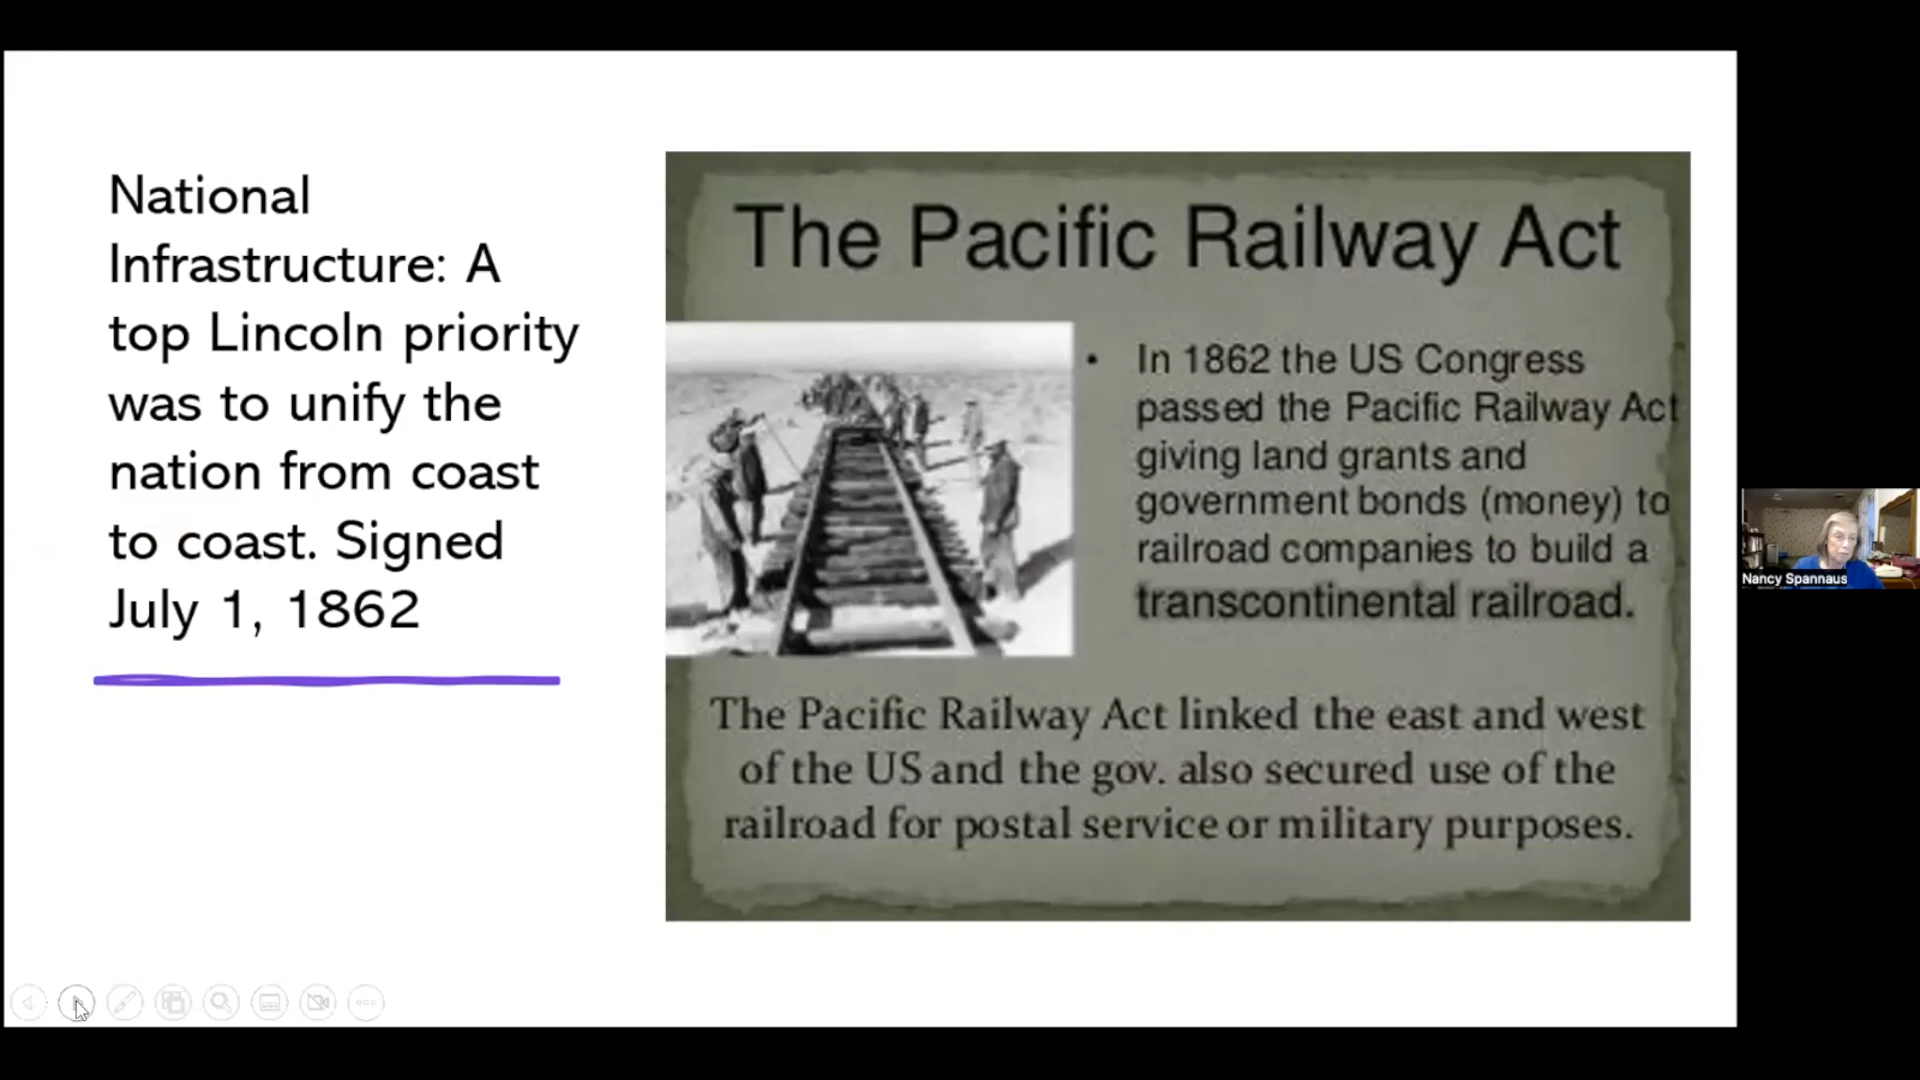 National
Infrastructure: A
top Lincoln priority
was to unify the
nation from coast
to coast. Signed
July 1, 1862
The Pacific Railway Act
• In 1862 the US Congress
passed the Pacific Railway Act
giving land grants and
government bonds (money) to
railroad companies to build a
transcontinental railroad.
The Pacific Railway Act linked the east and west
of the US and the gov. also secured use of the
railroad for postal service or military purposes.
Nancy Spannaus